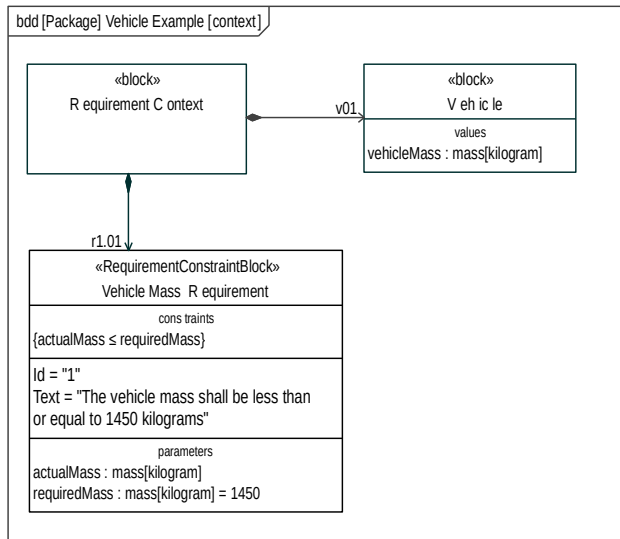 bdd [Package] Vehicle Example [context]
«block»
R equirement C ontext
v01
«block»
V eh ic le
values
vehicleMass : mass[kilogram]
r1.01
«RequirementConstraintBlock»
Vehicle Mass R equirement
cons traints
{actualMass ≤ requiredMass}
Id = "1"
Text = "The vehicle mass shall be less than
or equal to 1450 kilograms"
parameters
actualMass : mass[kilogram]
requiredMass : mass[kilogram] = 1450